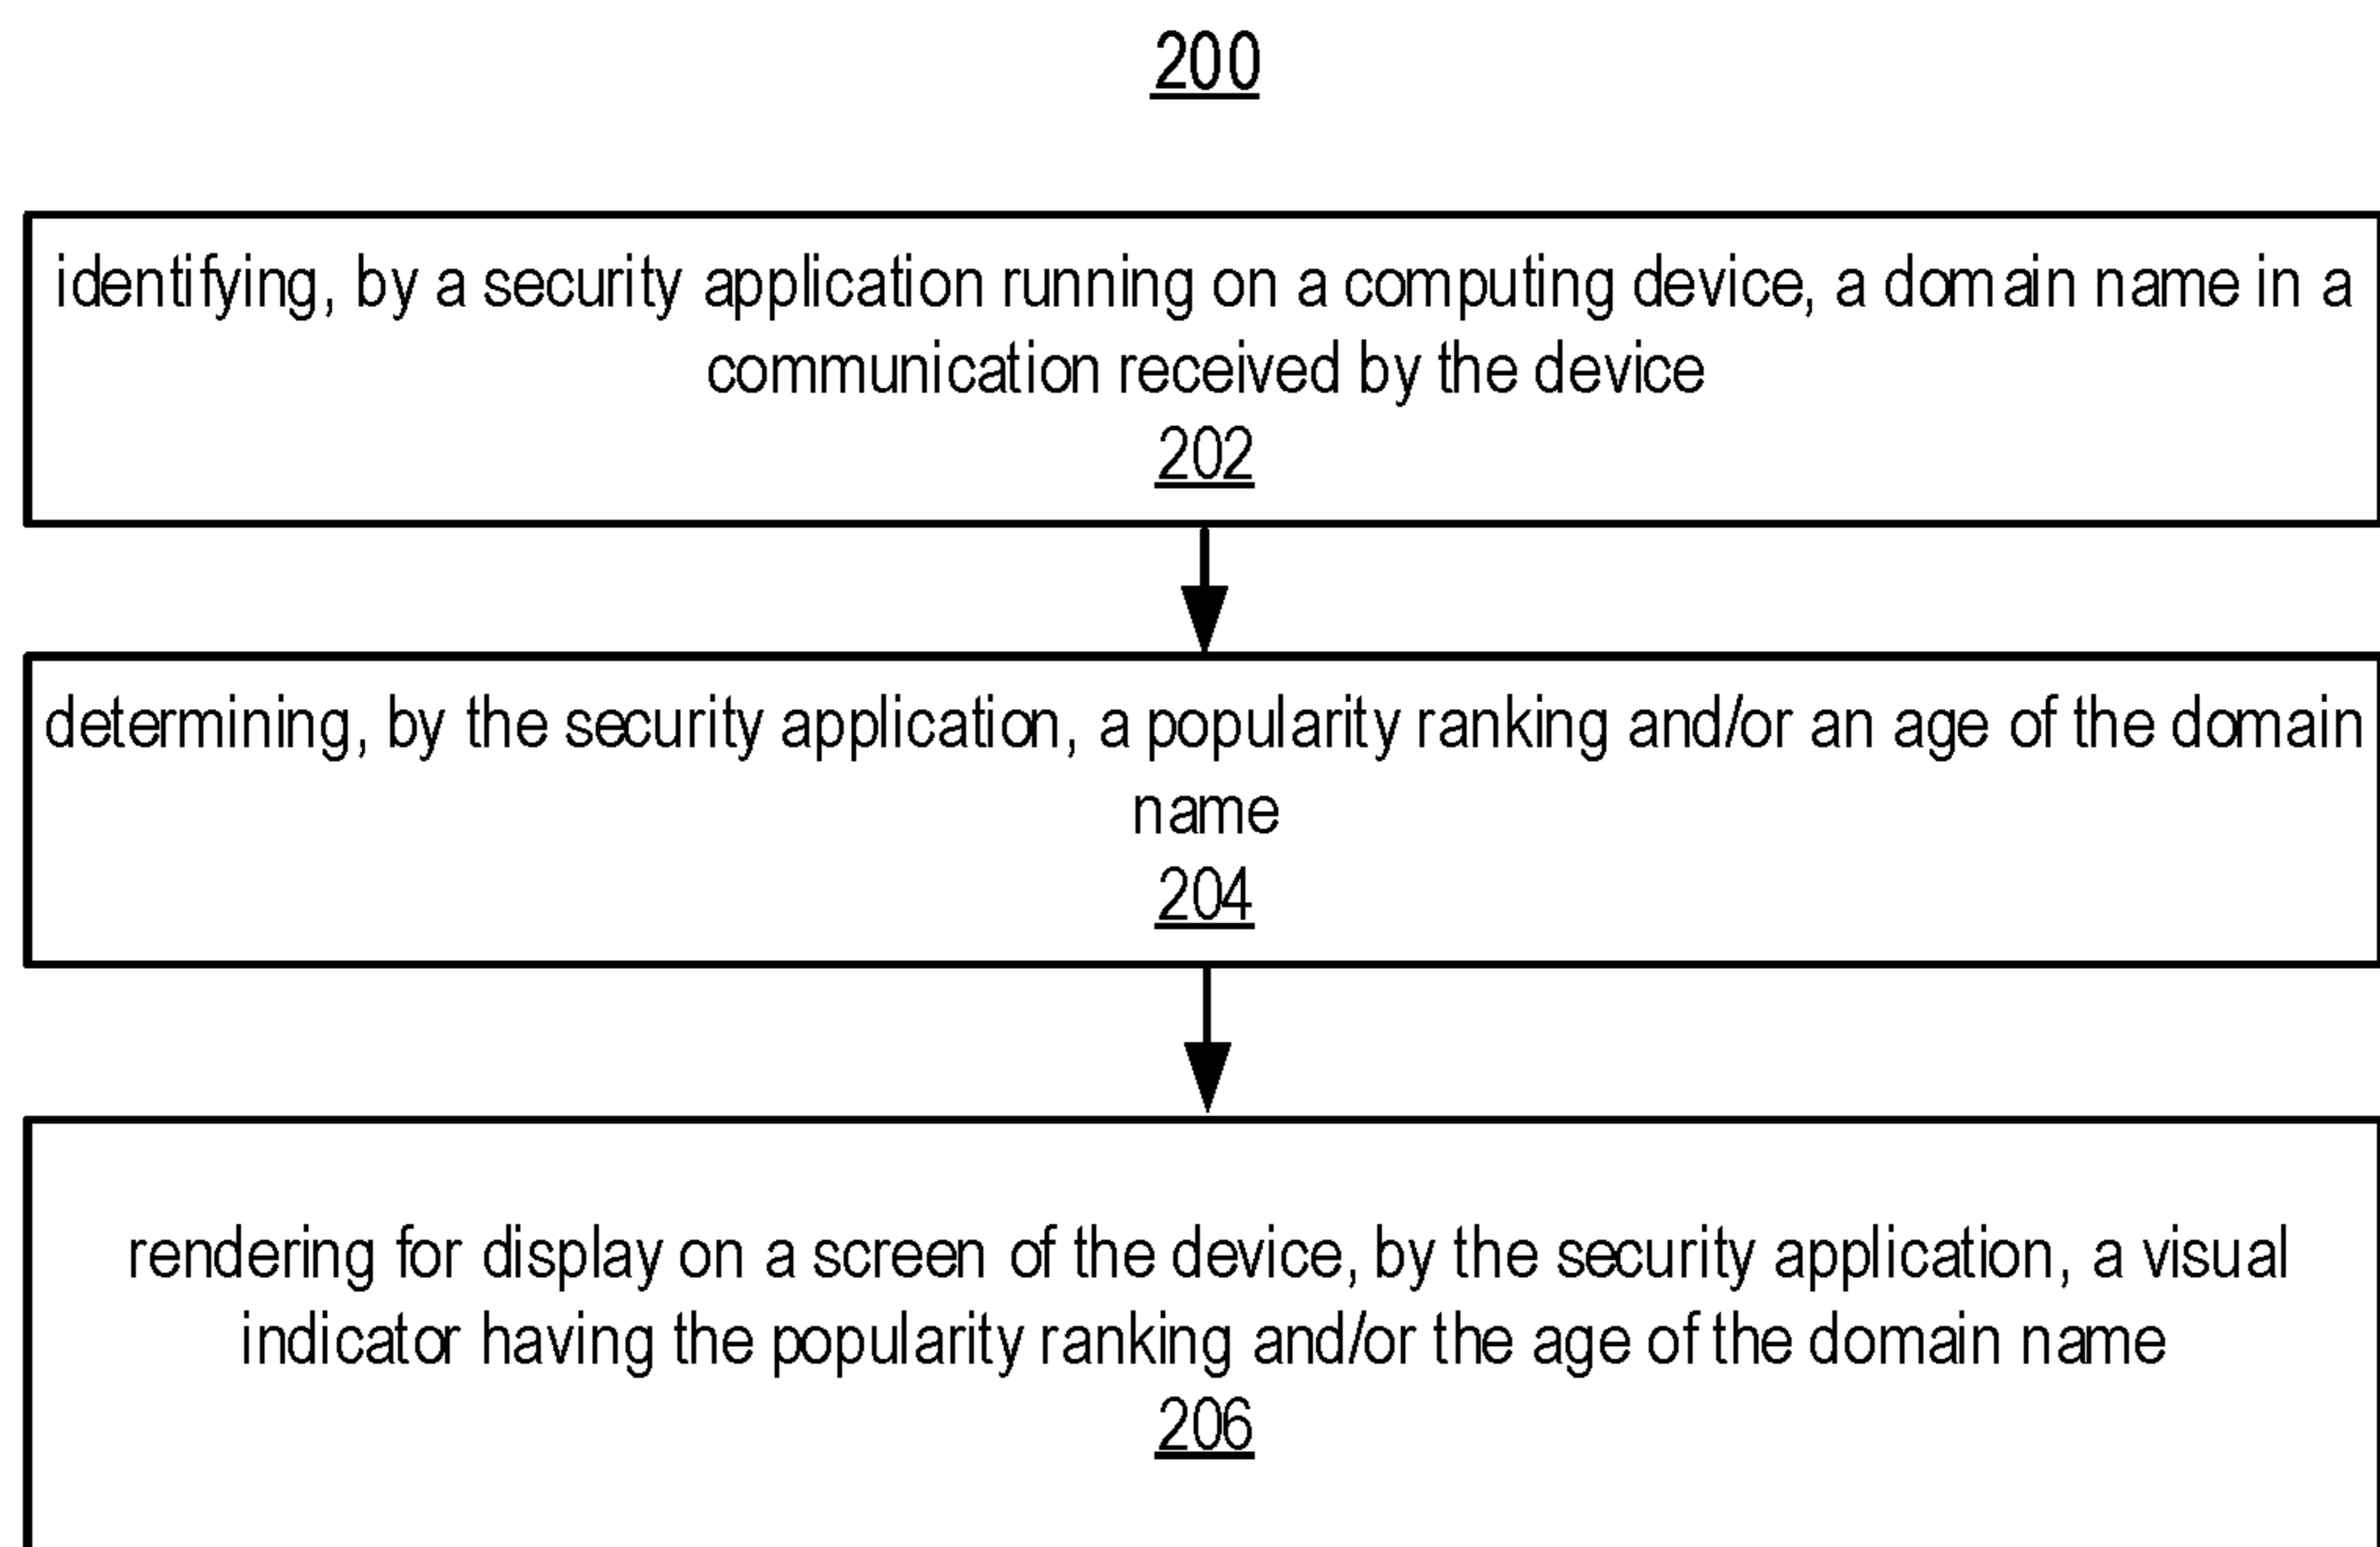 200
identifying, by a security application running on a computing device, a domain name in a
communication received by the device
202
determining, by the security application, a popularity ranking and/or an age of the domain
name
204
rendering for display on a screen of the device, by the security application, a visual
indicator having the popularity ranking and/or the age of the domain name
206